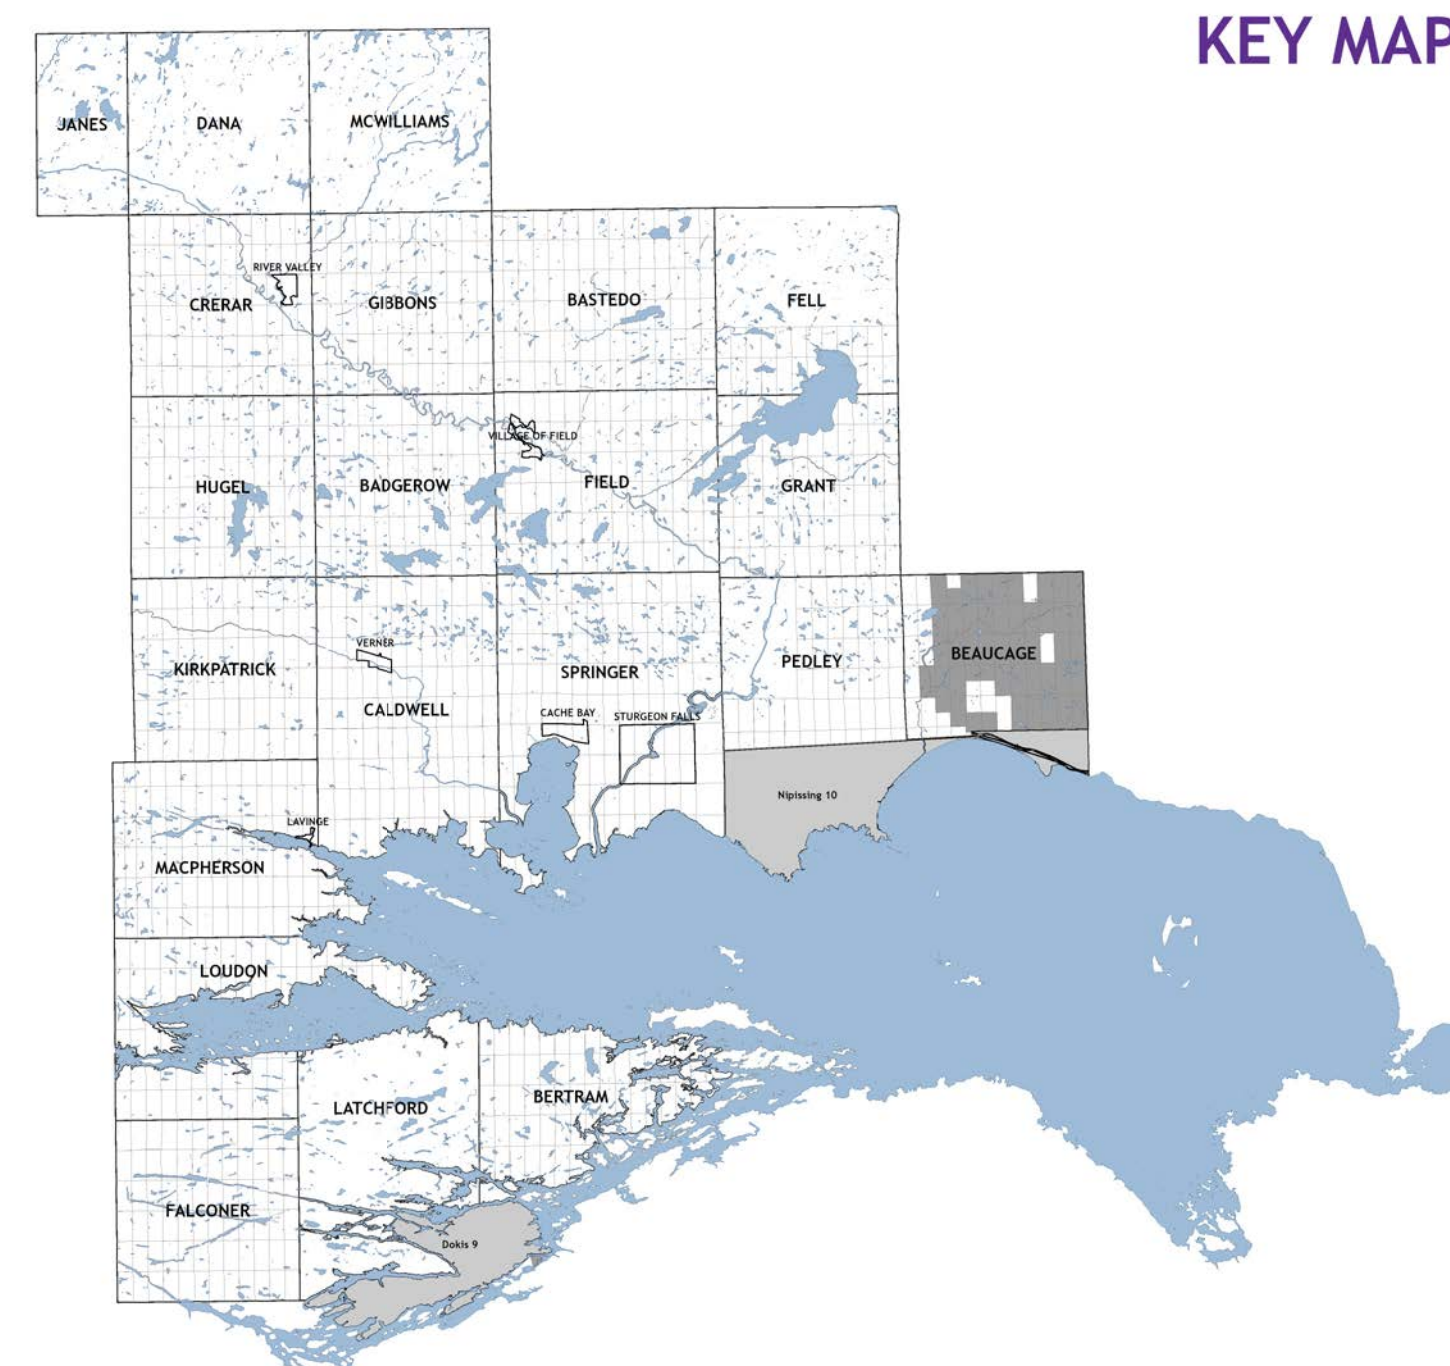 KEY MAP
JANES
DANA
MCWILLIAMS
RIVER VALLEY
CRERAR
GIBBONS
BASTEDO
FELL
VILLAGE OF FIELD
HUGEL
BADGEROW
FIELD
GRANT
VERNER
KIRKPATRICK
CALDWELL
SPRINGER
PEDLEY
BEAUCAGE
CACHE BAY
STURGEON FALLS
Nipissing 10
LAVINGE
MACPHERSON
LOUDON
LATCHFORD
BERTRAM
FALCONER
Dokis 9